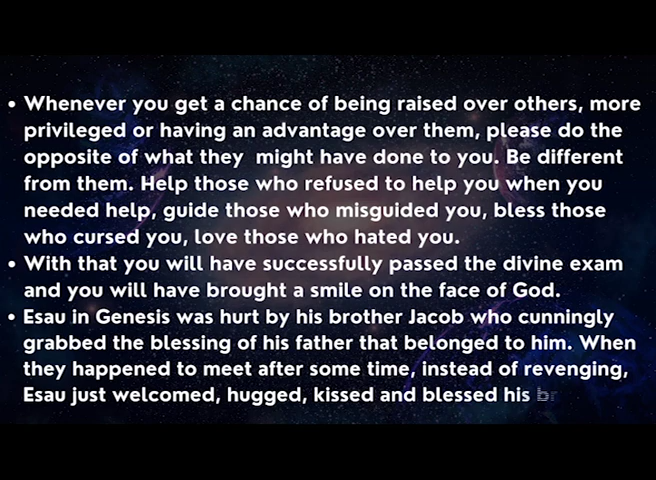 • Whenever you get a chance of being raised over others, more
privileged or having an advantage over them, please do the
opposite of what they might have done to you. Be different
from them. Help those who refused to help you when you
needed help, guide those who misguided you, bless those
who cursed you, love those who hated you.
• With that you will have successfully passed the divine exam
and you will have brought a smile on the face of God.
• Esau in Genesis was hurt by his brother Jacob who cunningly
grabbed the blessing of his father that belonged to him. When
they happened to meet after some time, instead of revenging,
Esau just welcomed, hugged, kissed and blessed his